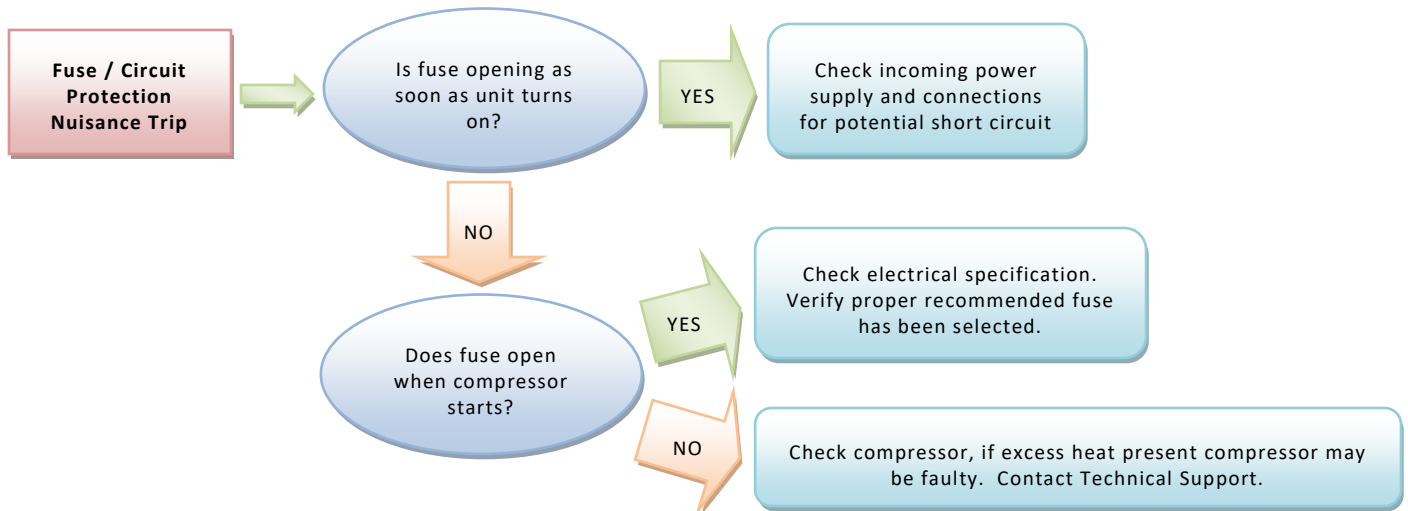 Fuse / Circuit
Protection
Nuisance Trip
Is fuse opening as
soon as unit turns
on?
YES
Check incoming power
supply and connections
for potential short circuit
NO
Does fuse open
when compressor
starts?
YES
Check electrical specification.
Verify proper recommended fuse
has been selected.
NO
Check compressor, if excess heat present compressor may
be faulty. Contact Technical Support.